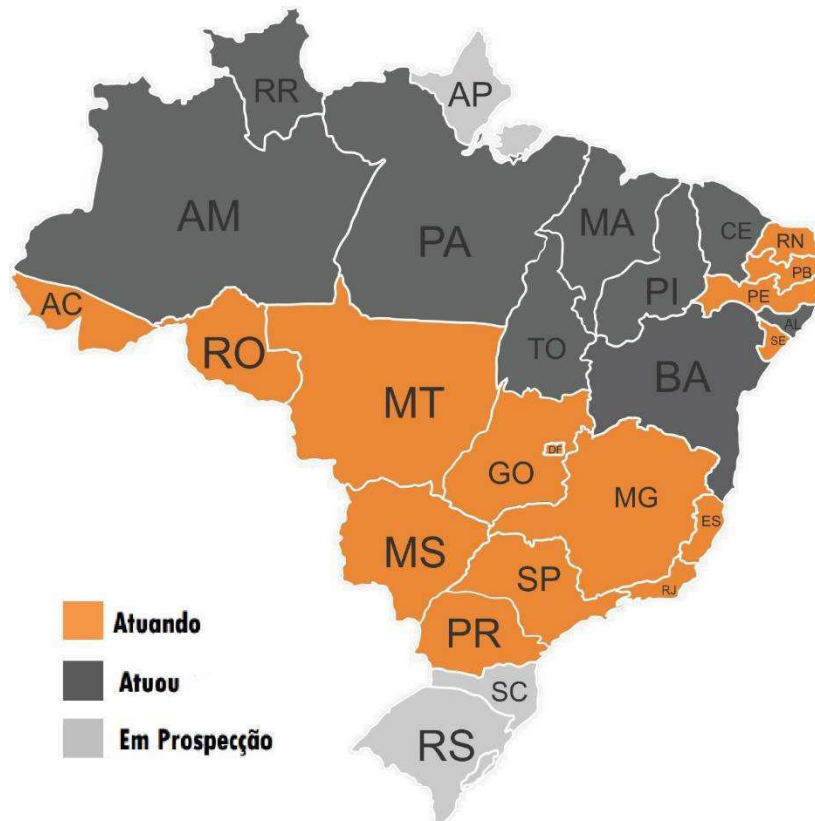 RR
AP
AM
PA
MA
CE
RN
PB
PE
PI
AL
SE
AC
RO
TO
BA
MT
DF
GO
MG
ES
MS
SP
RJ
PR
SC
RS
Atuando
Atuou
Em Prospecção